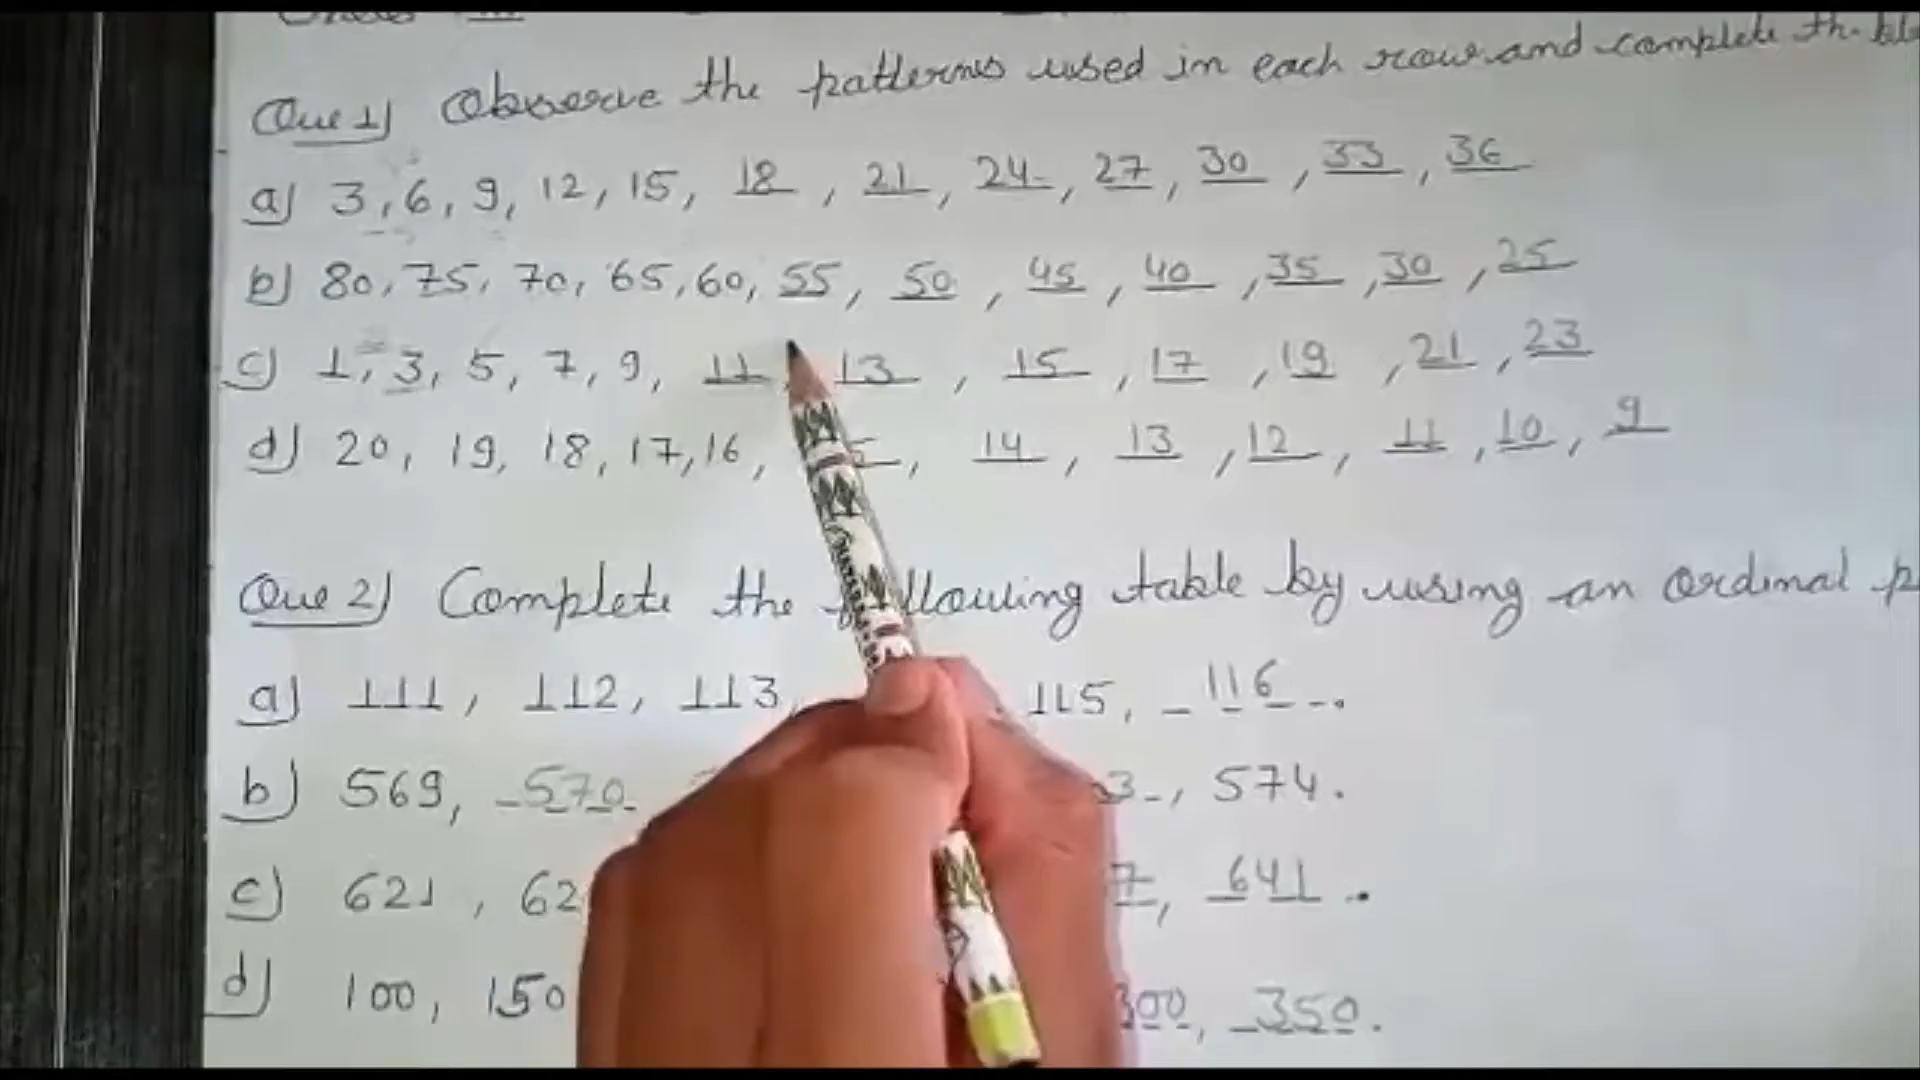 Que 1) Observe the patterns used in each row and complete the
a) 3, 6, 9, 12, 15, 18, 21, 24, 27, 30, 33, 36
b) 80, 75, 70, 65, 60, 55, 50, 45, 40, 35, 30, 25
c) 1, 3, 5, 7, 9, 11, 13, 15, 17, 19, 21, 23
d) 20, 19, 18, 17, 16, 14, 13, 12, 11, 10, 9
Que 2) Complete the following table by using an ordinal
a) 111, 112, 113, 115, 116.
b) 569, 570 574.
c) 621, 641.
d) 100, 150 300, 350.